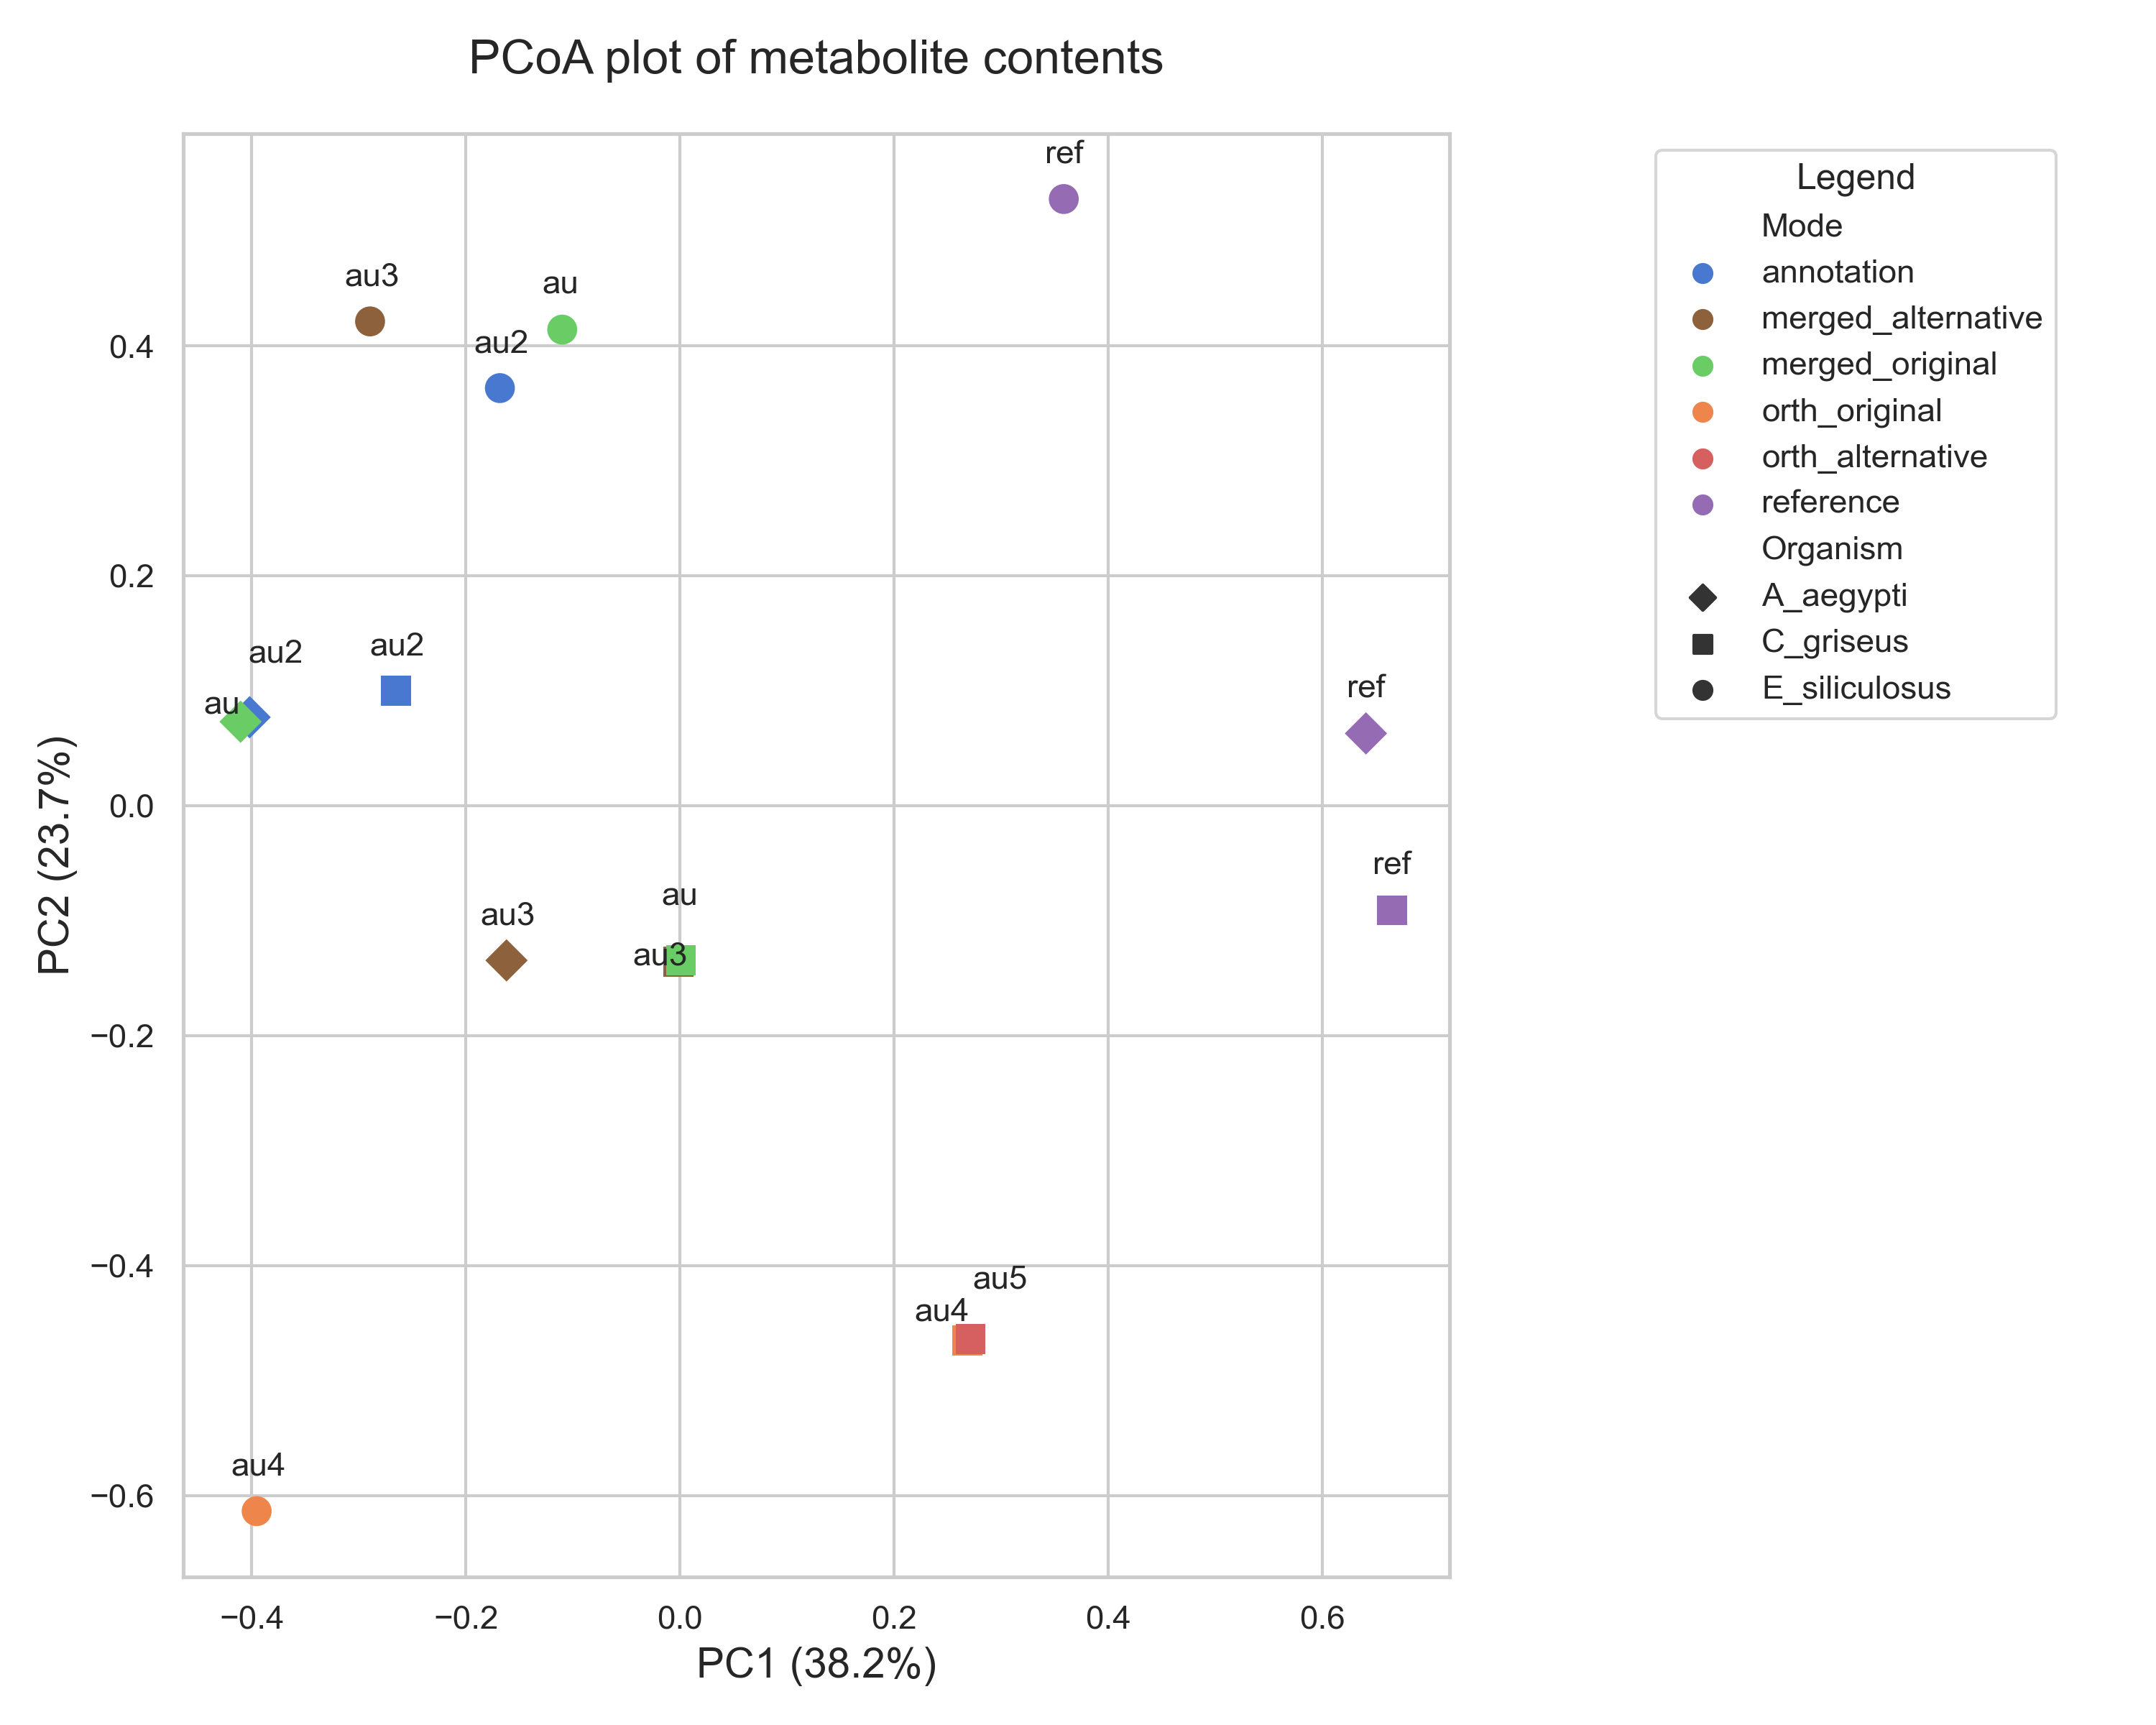 PCoA plot of metabolite contents
ref
au3
au
au2
au2
au2
au
ref
ref
au
au3
au3
au5
au4
au4
0.4
0.2
0.0
−0.2
−0.4
−0.6
PC2 (23.7%)
−0.4 −0.2 0.0 0.2 0.4 0.6
PC1 (38.2%)
Legend
Mode
annotation
merged_alternative
merged_original
orth_original
orth_alternative
reference
Organism
A_aegypti
C_griseus
E_siliculosus